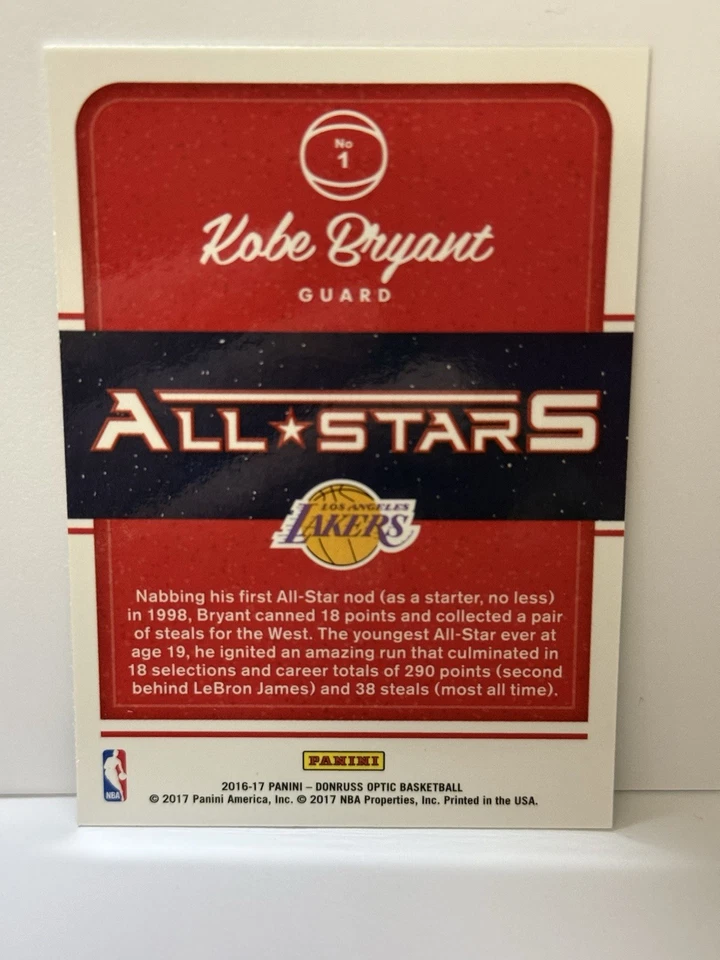 No
1
Kobe Bryant
GUARD
ALL★STARS
LOS ANGELES
LAKERS
Nabbing his first All-Star nod (as a starter, no less)
in 1998, Bryant canned 18 points and collected a pair
of steals for the West. The youngest All-Star ever at
age 19, he ignited an amazing run that culminated in
18 selections and career totals of 290 points (second
behind LeBron James) and 38 steals (most all time).
NBA
PANINI
2016-17 PANINI – DONRUSS OPTIC BASKETBALL
© 2017 Panini America, Inc. © 2017 NBA Properties, Inc. Printed in the USA.